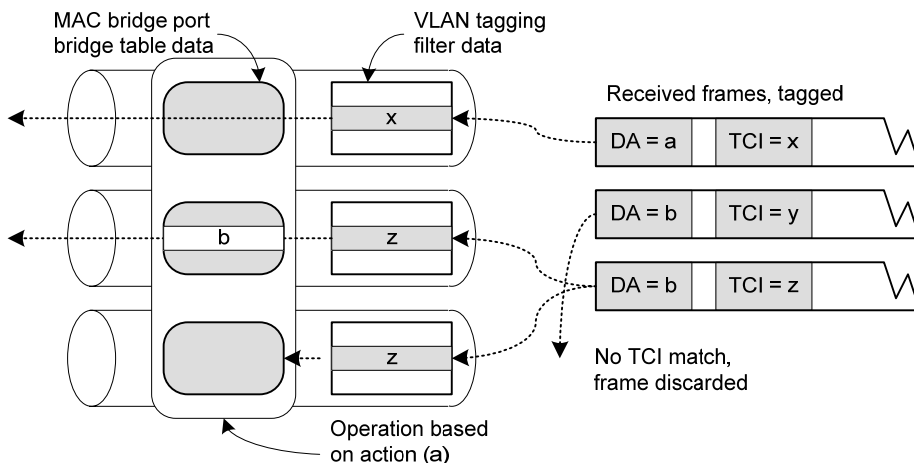 MAC bridge port
bridge table data
VLAN tagging
filter data
Received frames, tagged
x
DA = a
TCI = x
b
z
DA = b
TCI = y
DA = b
TCI = z
z
No TCI match,
frame discarded
Operation based
on action (a)